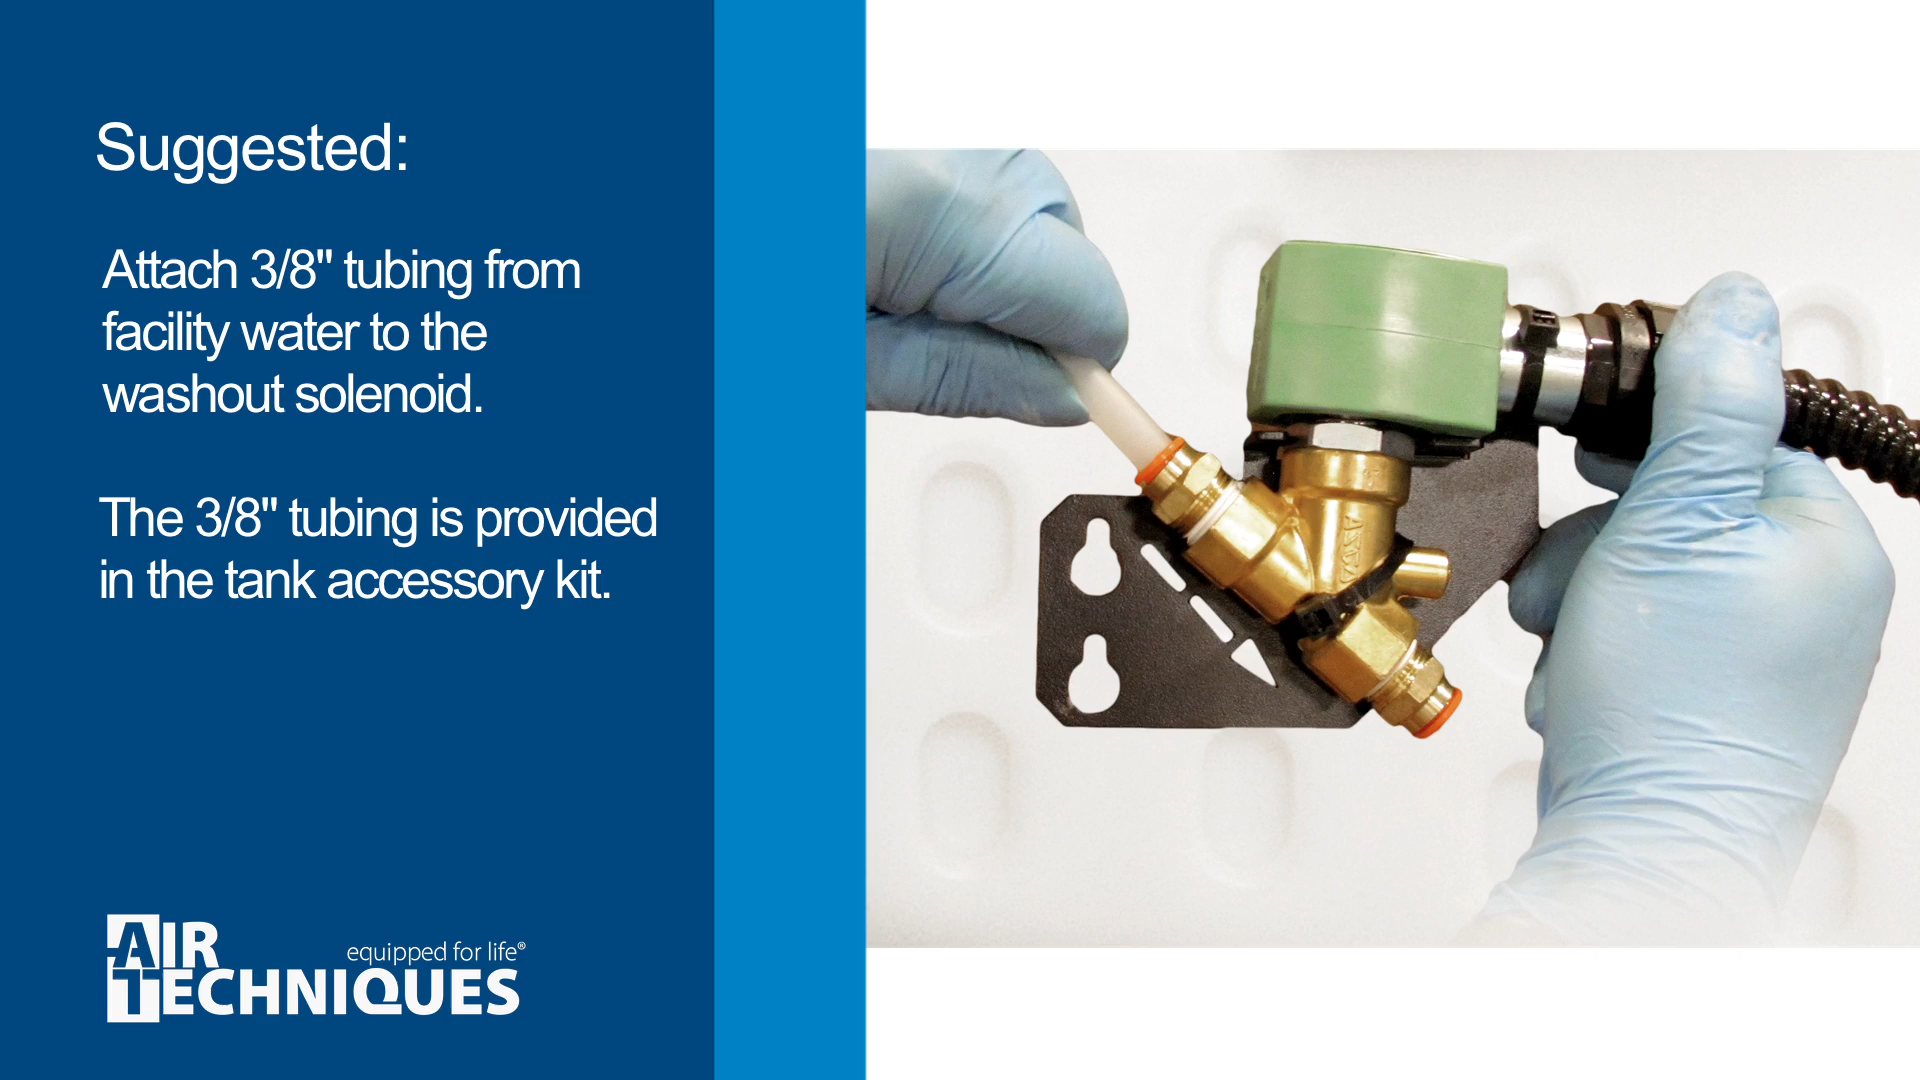 Suggested:
Attach 3/8" tubing from
facility water to the
washout solenoid.
The 3/8" tubing is provided
in the tank accessory kit.
AIR
equipped for life®
TECHNIQUES